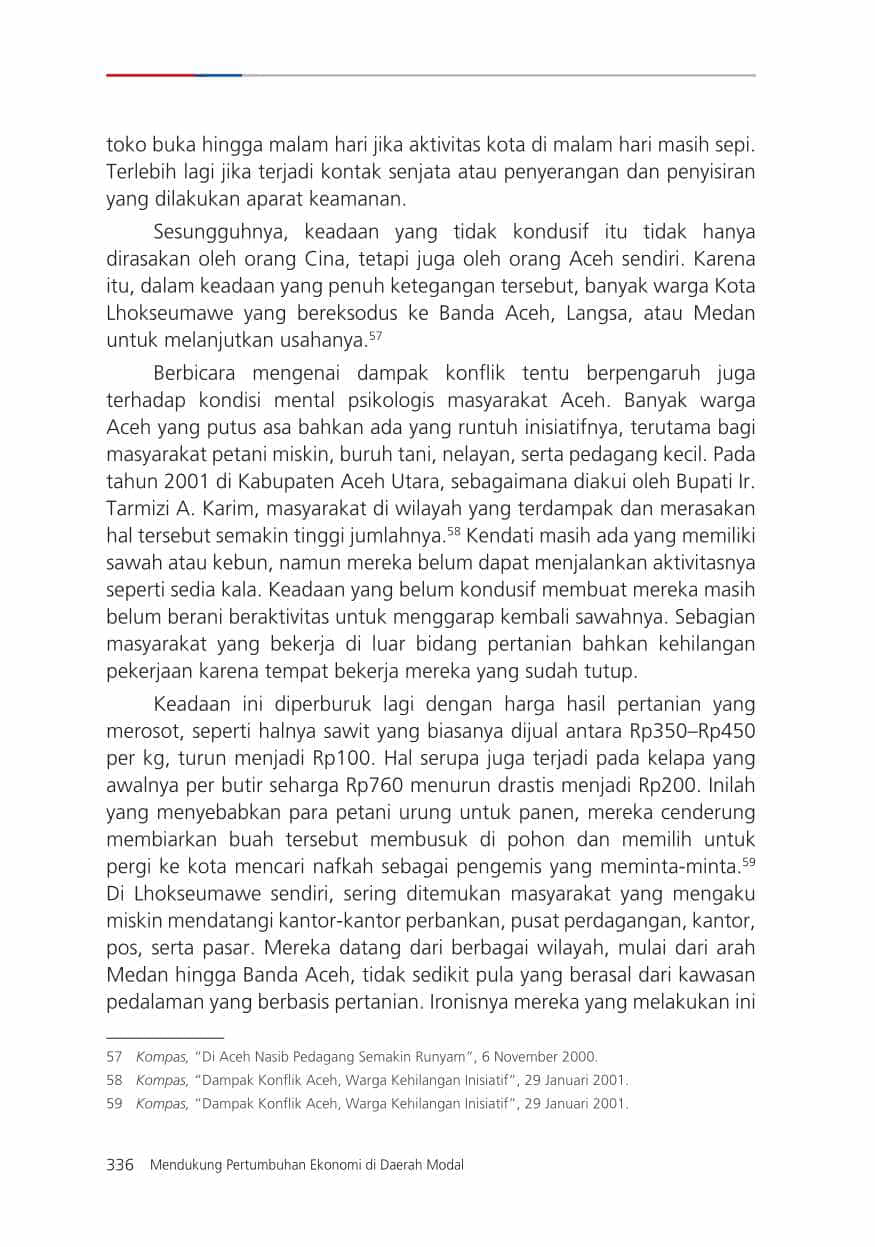 toko buka hingga malam hari jika aktivitas kota di malam hari masih sepi.
Terlebih lagi jika terjadi kontak senjata atau penyerangan dan penyisiran
yang dilakukan aparat keamanan.
Sesungguhnya, keadaan yang tidak kondusif itu tidak hanya
dirasakan oleh orang Cina, tetapi juga oleh orang Aceh sendiri. Karena
itu, dalam keadaan yang penuh ketegangan tersebut, banyak warga Kota
Lhokseumawe yang bereksodus ke Banda Aceh, Langsa, atau Medan
untuk melanjutkan usahanya.⁵⁷
Berbicara mengenai dampak konflik tentu berpengaruh juga
terhadap kondisi mental psikologis masyarakat Aceh. Banyak warga
Aceh yang putus asa bahkan ada yang runtuh inisiatifnya, terutama bagi
masyarakat petani miskin, buruh tani, nelayan, serta pedagang kecil. Pada
tahun 2001 di Kabupaten Aceh Utara, sebagaimana diakui oleh Bupati Ir.
Tarmizi A. Karim, masyarakat di wilayah yang terdampak dan merasakan
hal tersebut semakin tinggi jumlahnya.⁵⁸ Kendati masih ada yang memiliki
sawah atau kebun, namun mereka belum dapat menjalankan aktivitasnya
seperti sedia kala. Keadaan yang belum kondusif membuat mereka masih
belum berani beraktivitas untuk menggarap kembali sawahnya. Sebagian
masyarakat yang bekerja di luar bidang pertanian bahkan kehilangan
pekerjaan karena tempat bekerja mereka yang sudah tutup.
Keadaan ini diperburuk lagi dengan harga hasil pertanian yang
merosot, seperti halnya sawit yang biasanya dijual antara Rp350–Rp450
per kg, turun menjadi Rp100. Hal serupa juga terjadi pada kelapa yang
awalnya per butir seharga Rp760 menurun drastis menjadi Rp200. Inilah
yang menyebabkan para petani urung untuk panen, mereka cenderung
membiarkan buah tersebut membusuk di pohon dan memilih untuk
pergi ke kota mencari nafkah sebagai pengemis yang meminta-minta.⁵⁹
Di Lhokseumawe sendiri, sering ditemukan masyarakat yang mengaku
miskin mendatangi kantor-kantor perbankan, pusat perdagangan, kantor,
pos, serta pasar. Mereka datang dari berbagai wilayah, mulai dari arah
Medan hingga Banda Aceh, tidak sedikit pula yang berasal dari kawasan
pedalaman yang berbasis pertanian. Ironisnya mereka yang melakukan ini
57 Kompas, “Di Aceh Nasib Pedagang Semakin Runyam”, 6 November 2000.
58 Kompas, “Dampak Konflik Aceh, Warga Kehilangan Inisiatif”, 29 Januari 2001.
59 Kompas, “Dampak Konflik Aceh, Warga Kehilangan Inisiatif”, 29 Januari 2001.
336 Mendukung Pertumbuhan Ekonomi di Daerah Modal